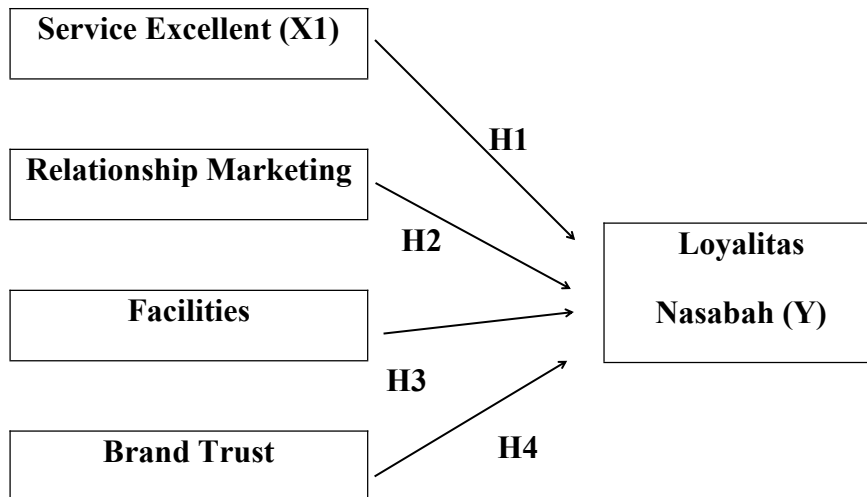 Service Excellent (X1)
H1
Relationship Marketing
H2
Loyalitas
Nasabah (Y)
Facilities
H3
Brand Trust
H4